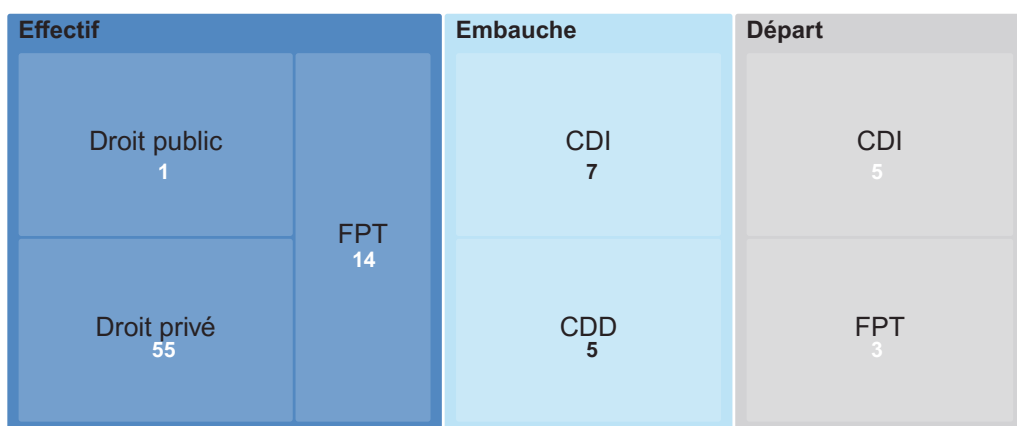 Effectif
Droit public
1
Droit privé
55
FPT
14
Embauche
CDI
7
CDD
5
Départ
CDI
5
FPT
3